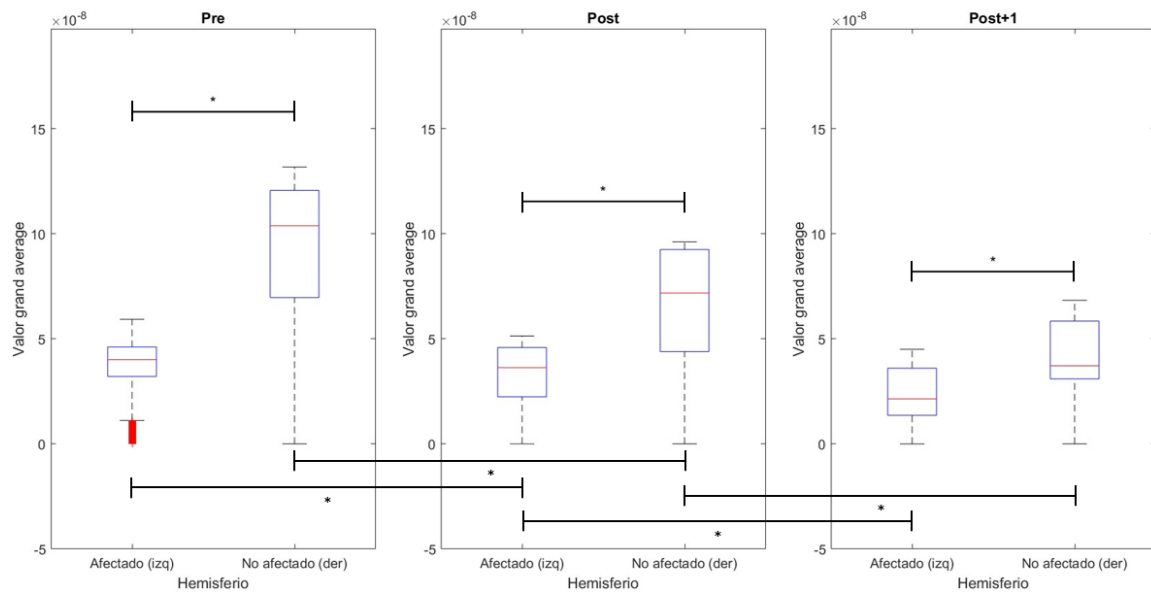 ×10⁻⁸
Pre
*
15
10
5
0
-5
Valor grand average
Afectado (izq)
No afectado (der)
Hemisferio
×10⁻⁸
Post
*
15
10
5
0
-5
Valor grand average
Afectado (izq)
No afectado (der)
Hemisferio
×10⁻⁸
Post+1
*
15
10
5
0
-5
Valor grand average
Afectado (izq)
No afectado (der)
Hemisferio
*
*
*
*